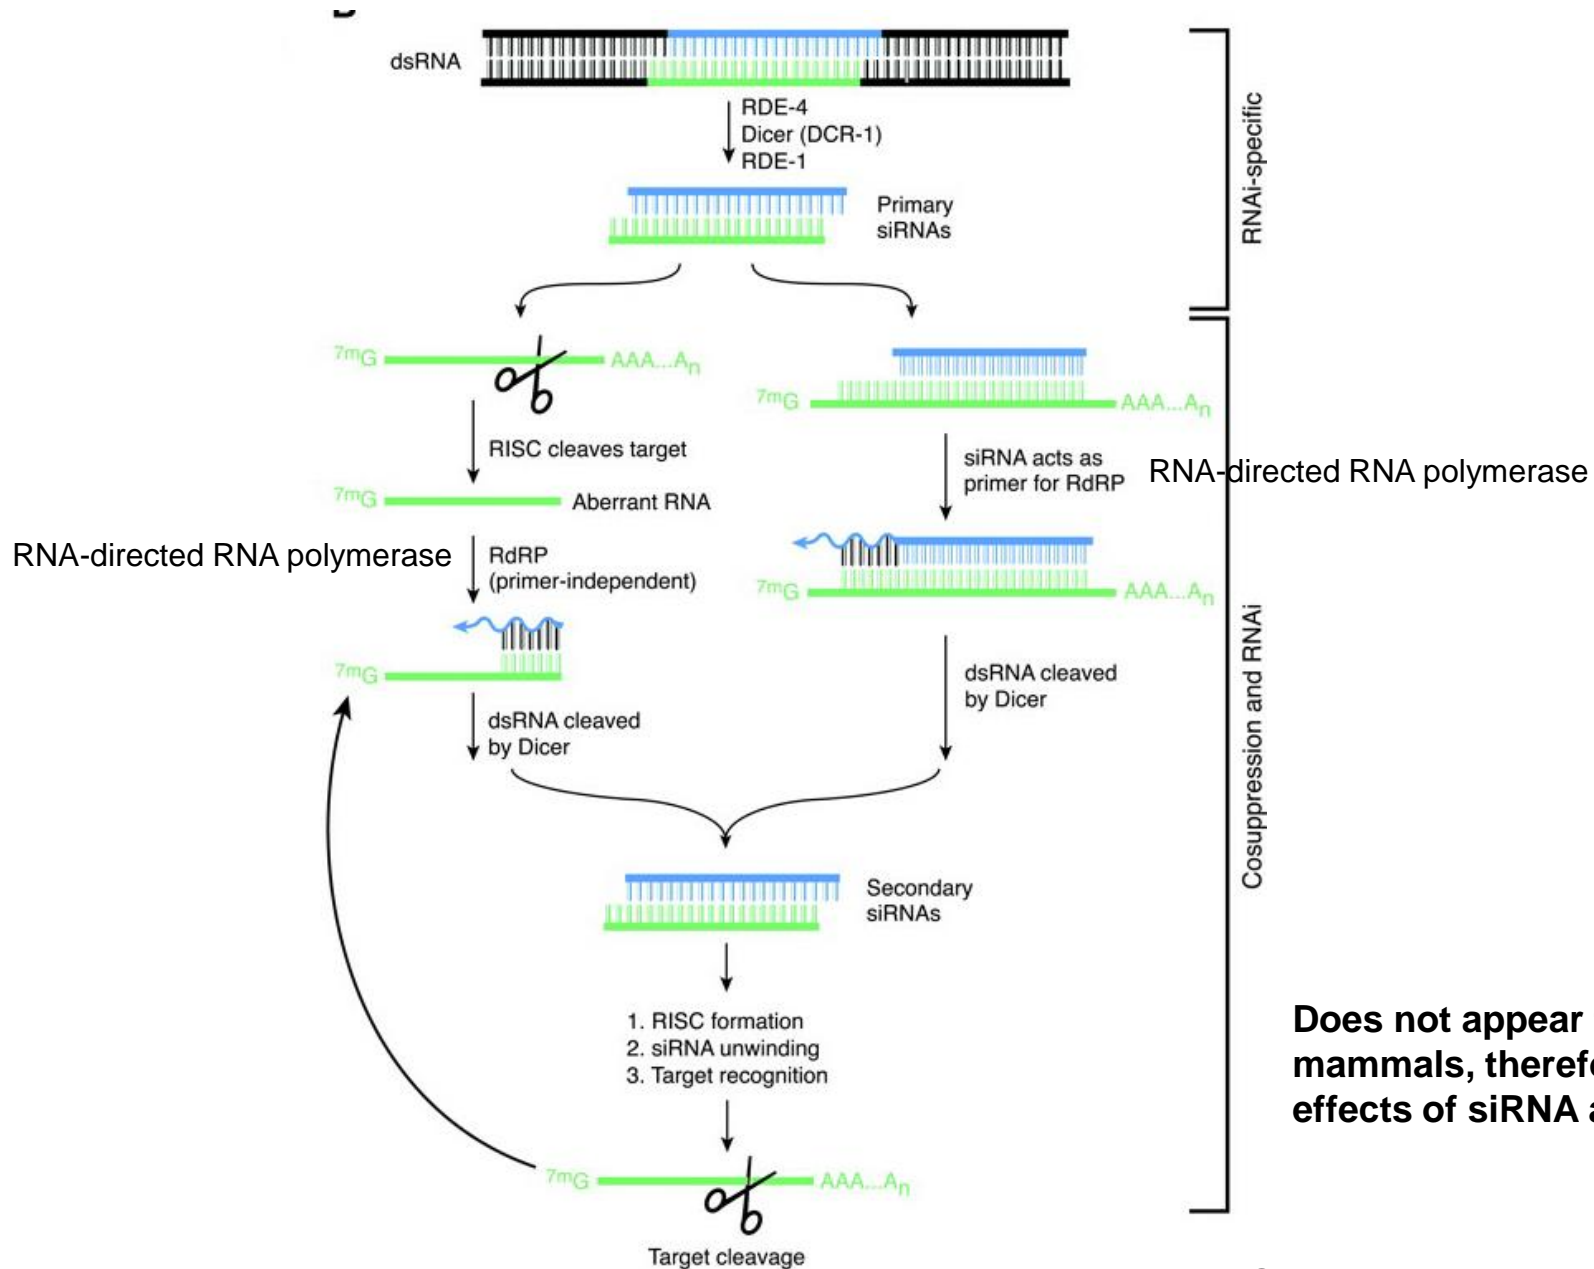 dsRNA
RDE-4
Dicer (DCR-1)
RDE-1
Primary
siRNAs
RNAi-specific
7mG
AAA...An
7mG
AAA...An
RISC cleaves target
siRNA acts as
primer for RdRP
RNA-directed RNA polymerase
7mG
Aberrant RNA
RNA-directed RNA polymerase
RdRP
(primer-independent)
7mG
AAA...An
7mG
dsRNA cleaved
by Dicer
dsRNA cleaved
by Dicer
Cosuppression and RNAi
Secondary
siRNAs
1. RISC formation
2. siRNA unwinding
3. Target recognition
Does not appear
mammals,
effects of siRNA
7mG
AAA...An
Target cleavage